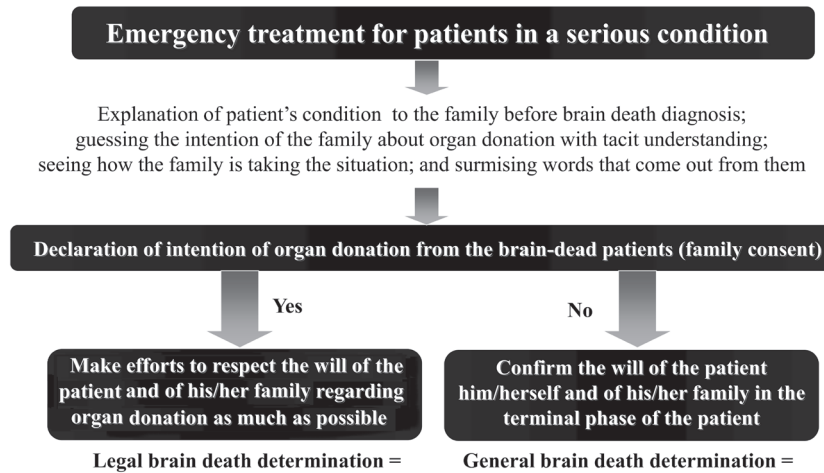 Emergency treatment for patients in a serious condition
Explanation of patient's condition to the family before brain death diagnosis;
guessing the intention of the family about organ donation with tacit understanding;
seeing how the family is taking the situation; and surmising words that come out from them
Declaration of intention of organ donation from the brain-dead patients (family consent)
Yes
No
Make efforts to respect the will of the
patient and of his/her family regarding
organ donation as much as possible
Confirm the will of the patient
him/herself and of his/her family in the
terminal phase of the patient
Legal brain death determination =
General brain death determination =